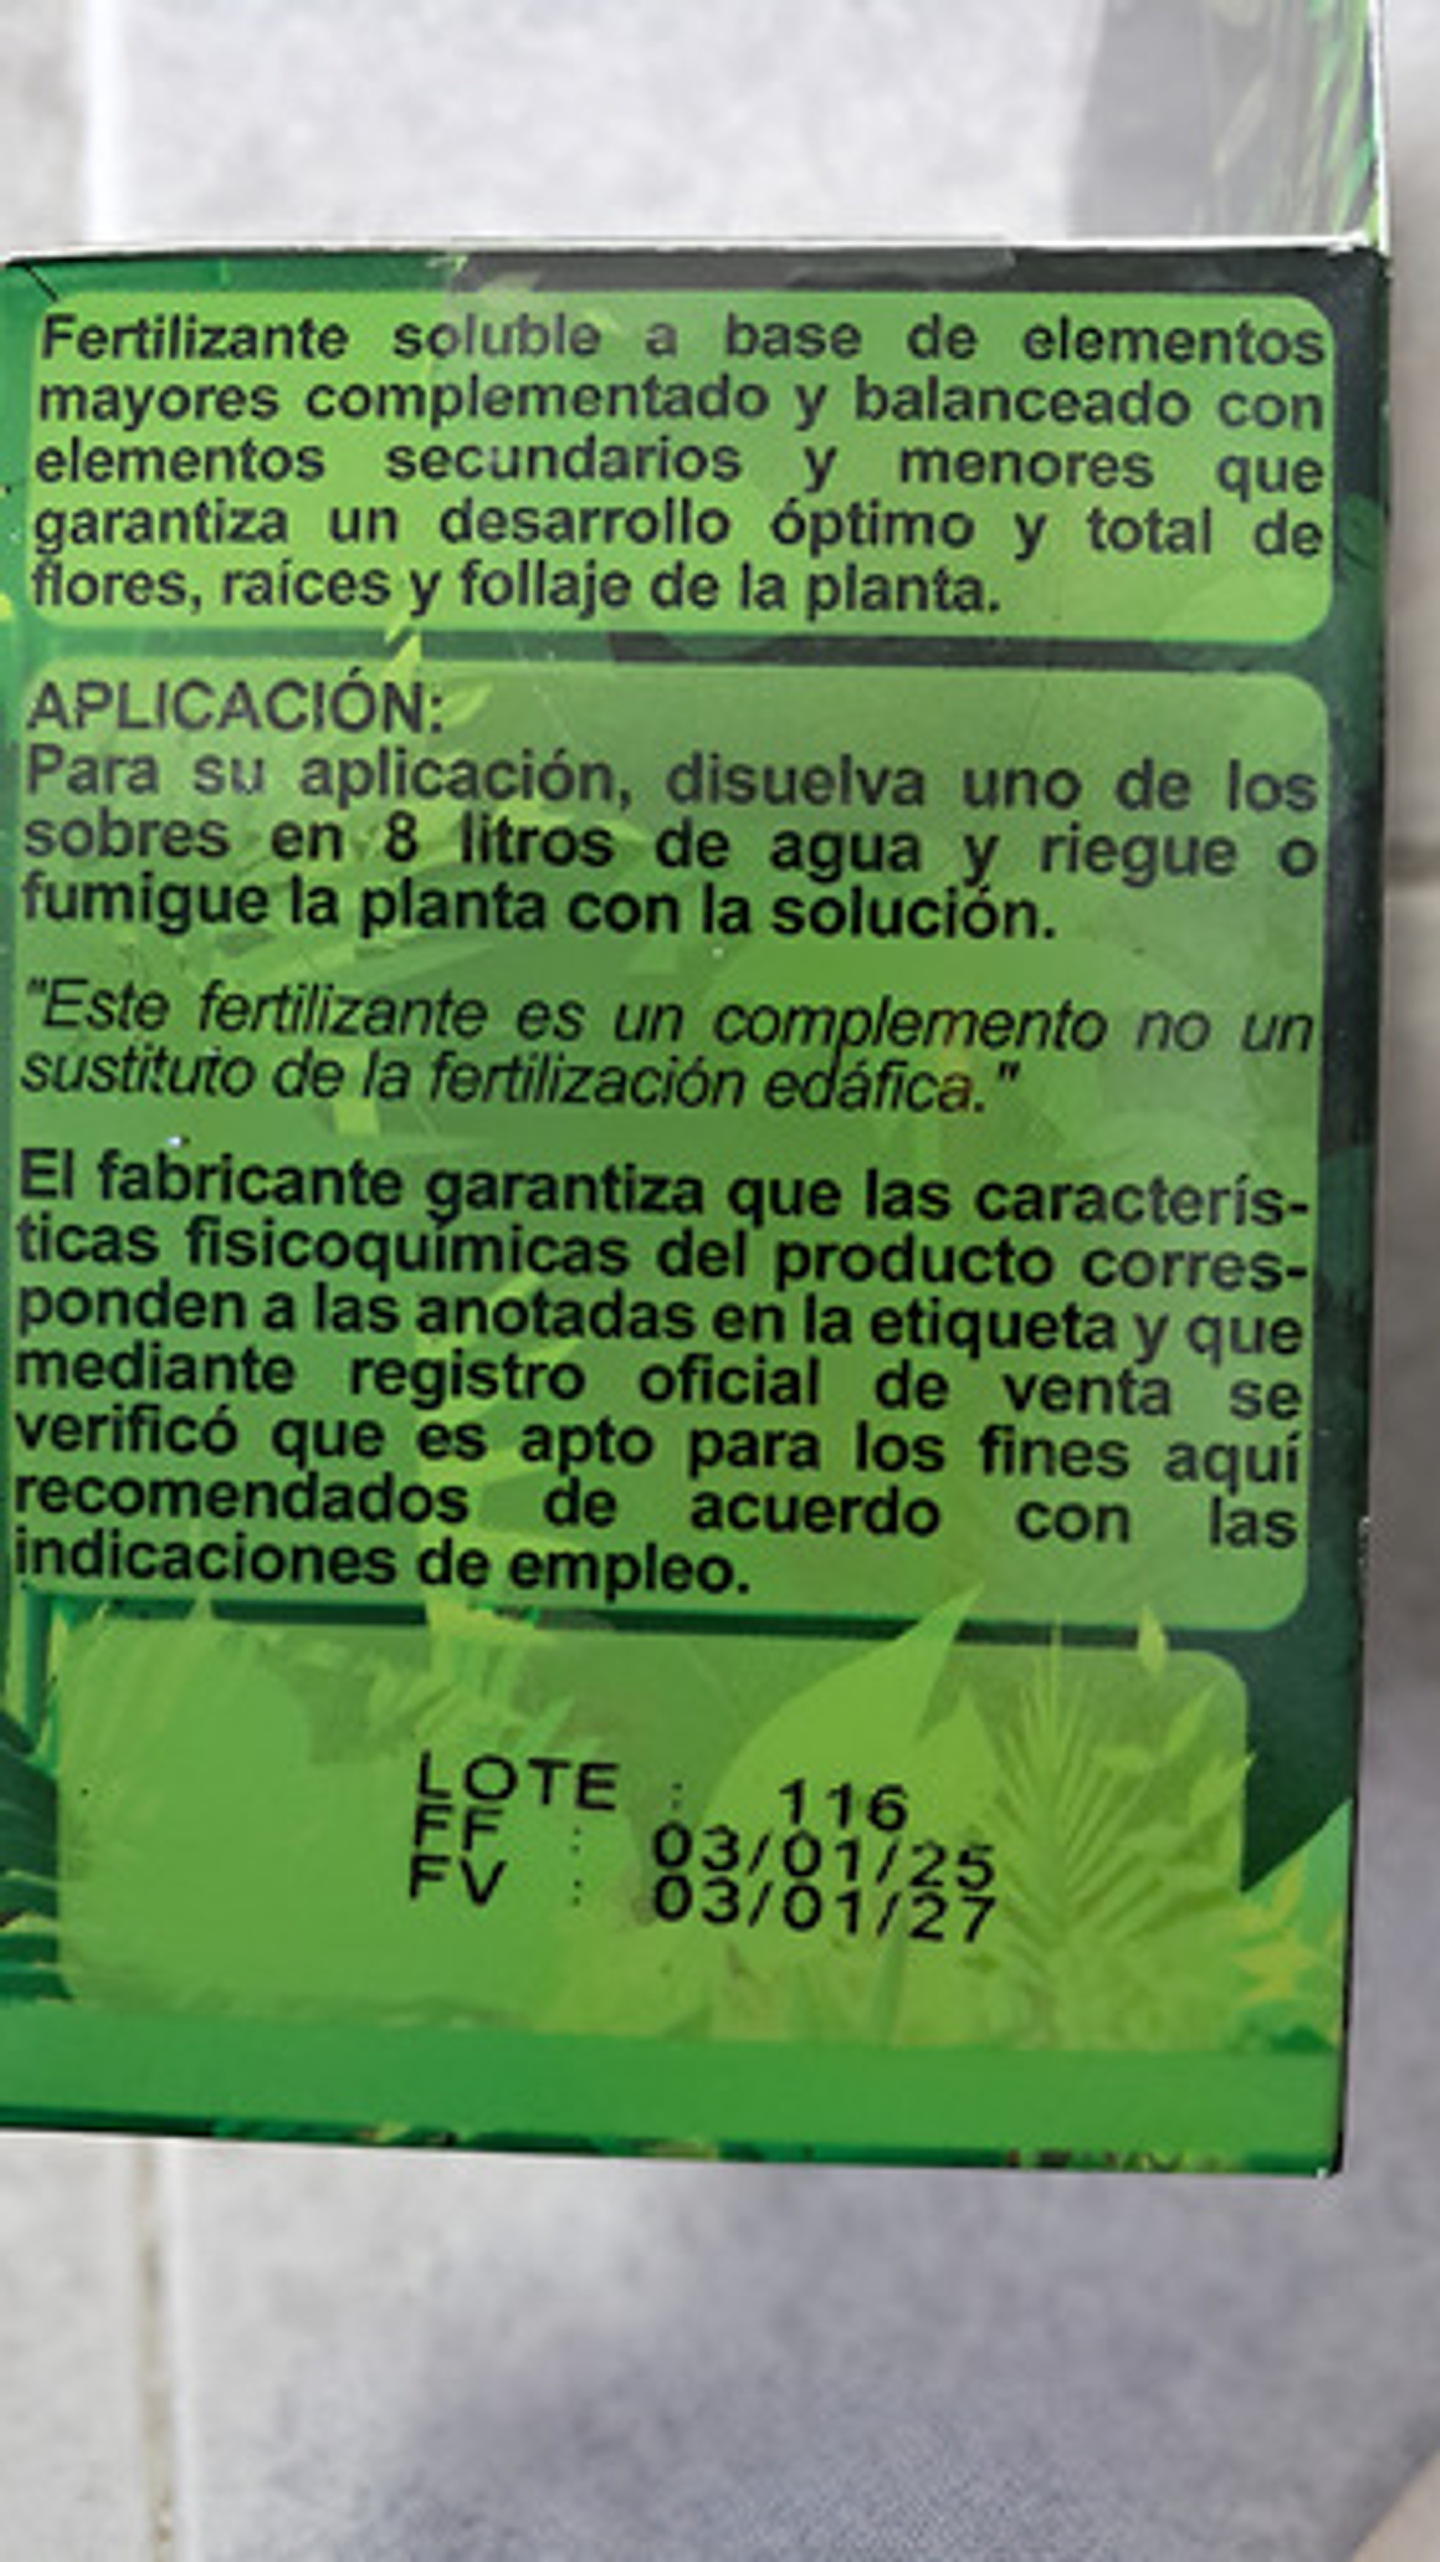 Fertilizante soluble a base de elementos
mayores complementado y balanceado con
elementos secundarios y menores que
garantiza un desarrollo óptimo y total de
flores, raíces y follaje de la planta.
APLICACIÓN:
Para su aplicación, disuelva uno de los
sobres en 8 litros de agua y riegue o
fumigue la planta con la solución.
"Este fertilizante es un complemento no un
sustituto de la fertilización edáfica."
El fabricante garantiza que las caracterís-
ticas fisicoquímicas del producto corres-
ponden a las anotadas en la etiqueta y que
mediante registro oficial de venta se
verificó que es apto para los fines aquí
recomendados de acuerdo con las
indicaciones de empleo.
LOTE : 116
FF : 03/01/25
FV : 03/01/27